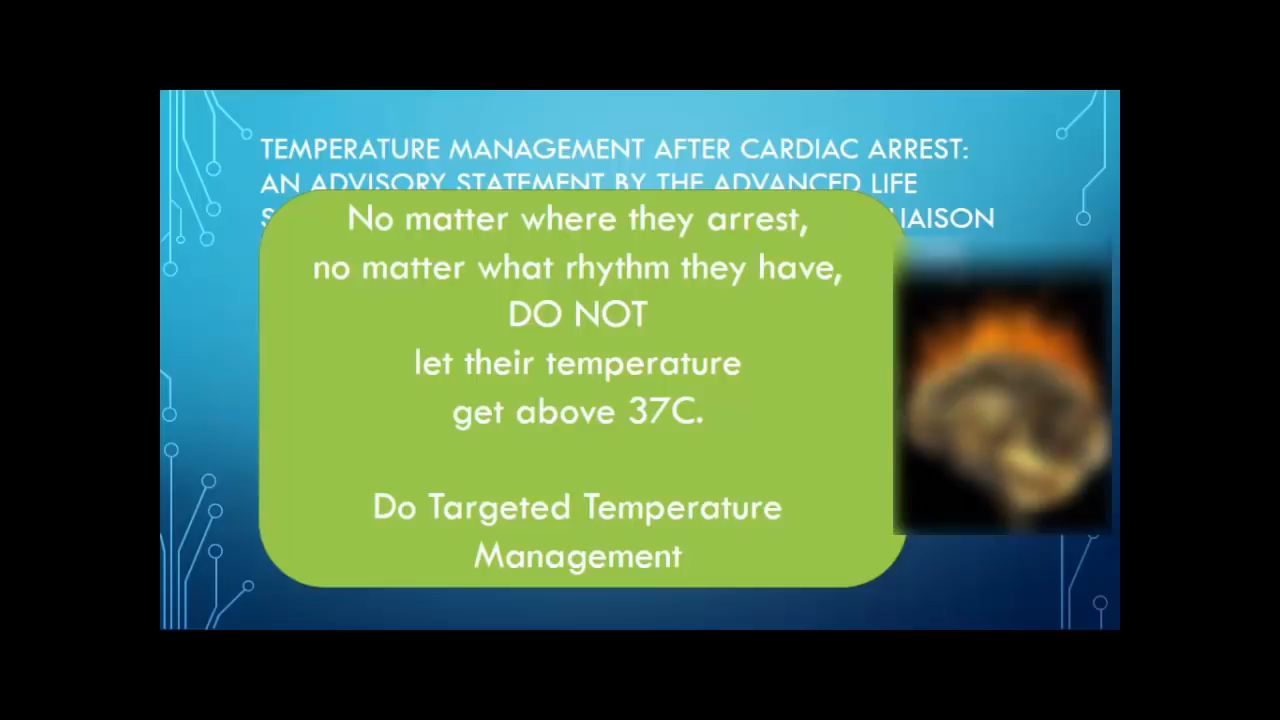 TEMPERATURE MANAGEMENT AFTER CARDIAC ARREST:
AN ADVISORY STATEMENT BY THE ADVANCED LIFE
LIAISON
No matter where they arrest,
no matter what rhythm they have,
DO NOT
let their temperature
get above 37C.
Do Targeted Temperature
Management